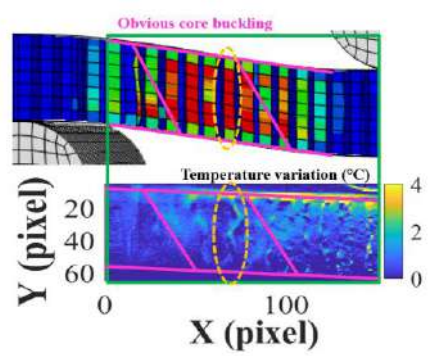 Obvious core buckling
Temperature variation (°C)
Y (pixel)
20
40
60
4
2
0
0
100
X (pixel)